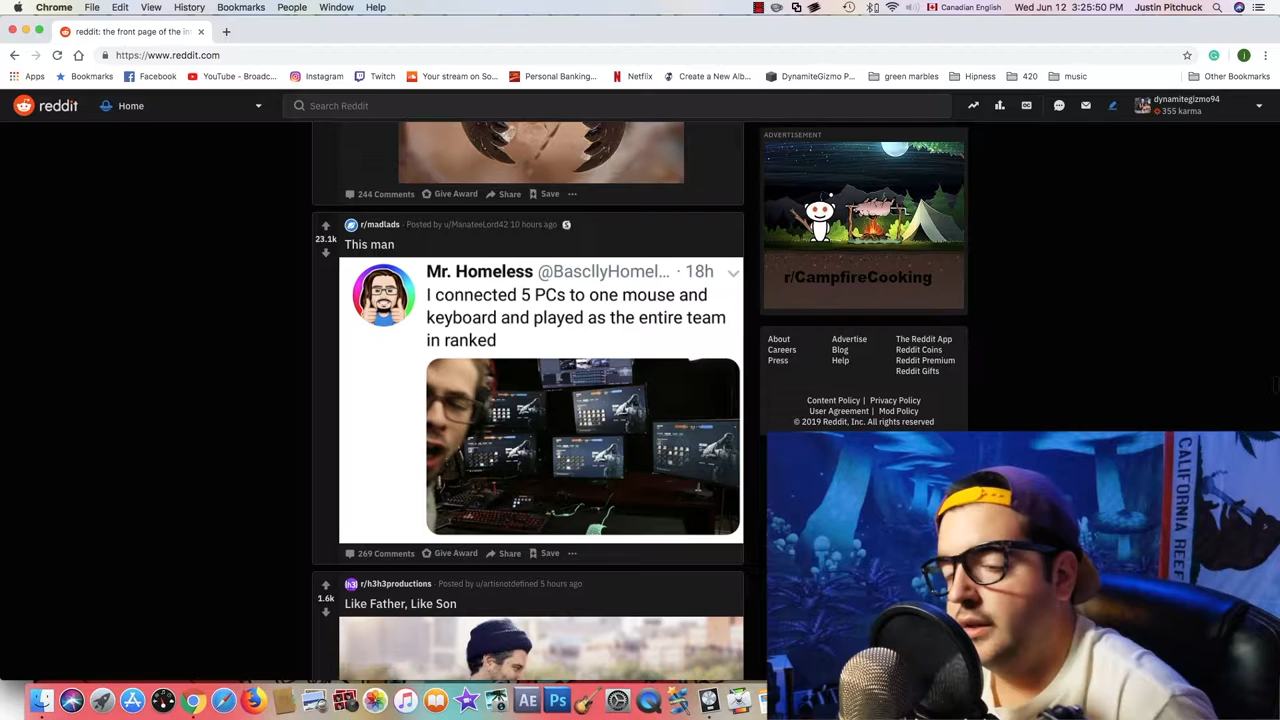 Chrome File Edit View History Bookmarks People Window Help Canadian English Wed Jun 12 3:25:50 PM Justin Pitchuck
reddit: the front page of the in
https://www.reddit.com
Apps Bookmarks Facebook YouTube - Broadc... Instagram Twitch Your stream on So... Personal Banking... Netflix Create a New Alb... DynamiteGizmo P... green marbles Hipness 420 music Other Bookmarks
reddit Home Search Reddit dynamitegizmo94
355 karma
ADVERTISEMENT
r/CampfireCooking
244 Comments Give Award Share Save
r/madlads · Posted by u/ManateeLord42 10 hours ago
23.1k
This man
Mr. Homeless @BascllyHomel... · 18h
I connected 5 PCs to one mouse and
keyboard and played as the entire team
in ranked
269 Comments Give Award Share Save
r/h3h3productions · Posted by u/artisnotdefined 5 hours ago
1.6k
Like Father, Like Son
About Advertise The Reddit App
Careers Blog Reddit Coins
Press Help Reddit Premium
Reddit Gifts
Content Policy | Privacy Policy
User Agreement | Mod Policy
© 2019 Reddit, Inc. All rights reserved
CALIFORNIA REE
AE Ps